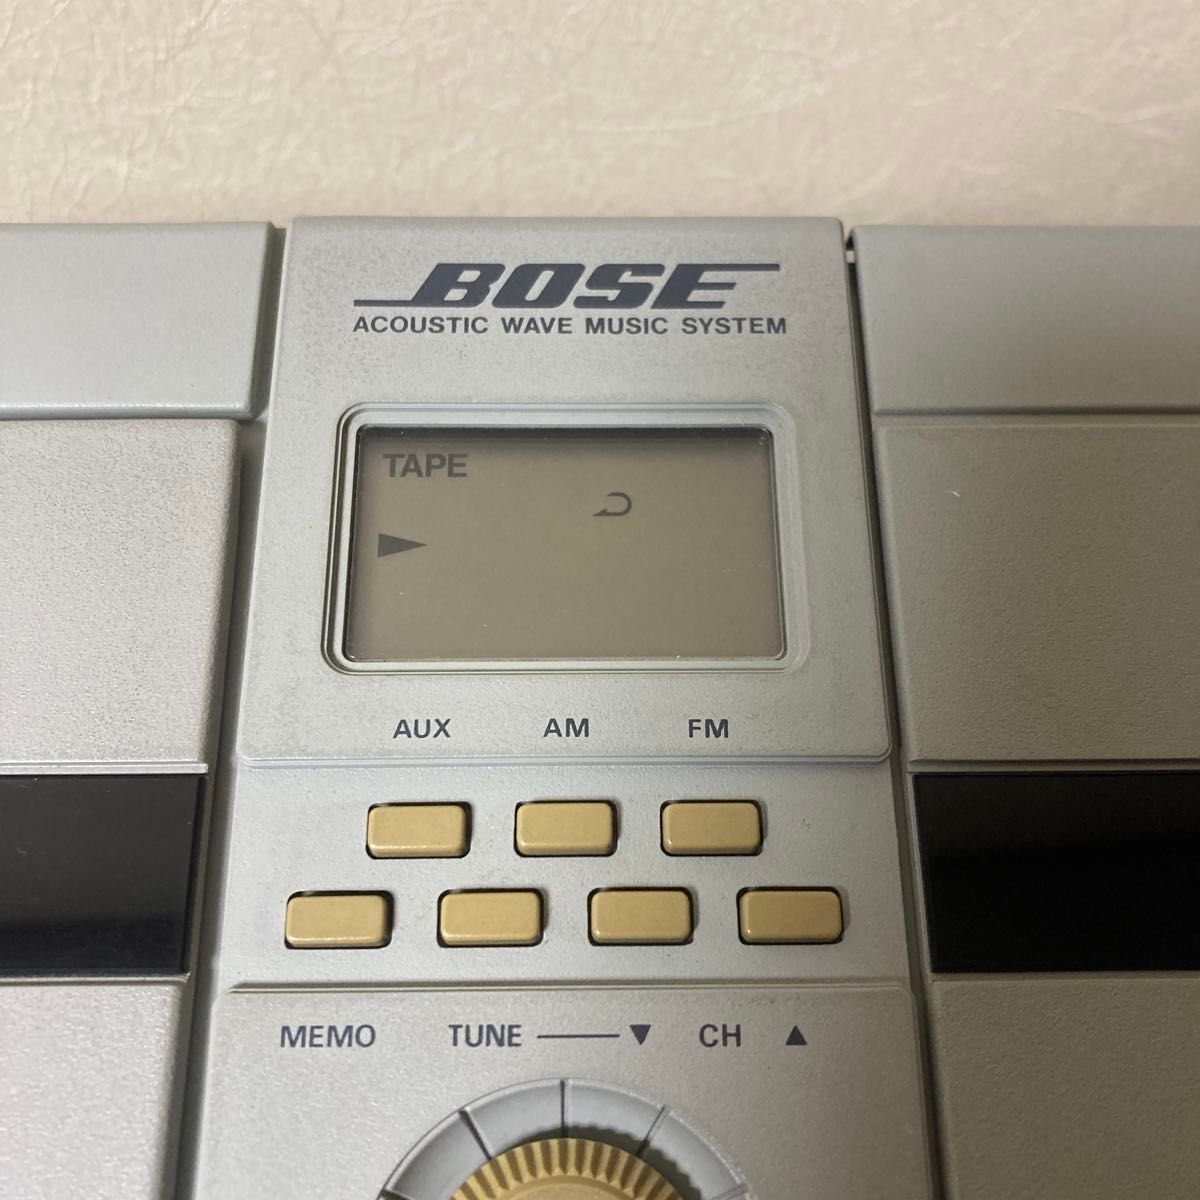 BOSE
ACOUSTIC WAVE MUSIC SYSTEM
TAPE
AUX AM FM
MEMO TUNE ▼ CH ▲